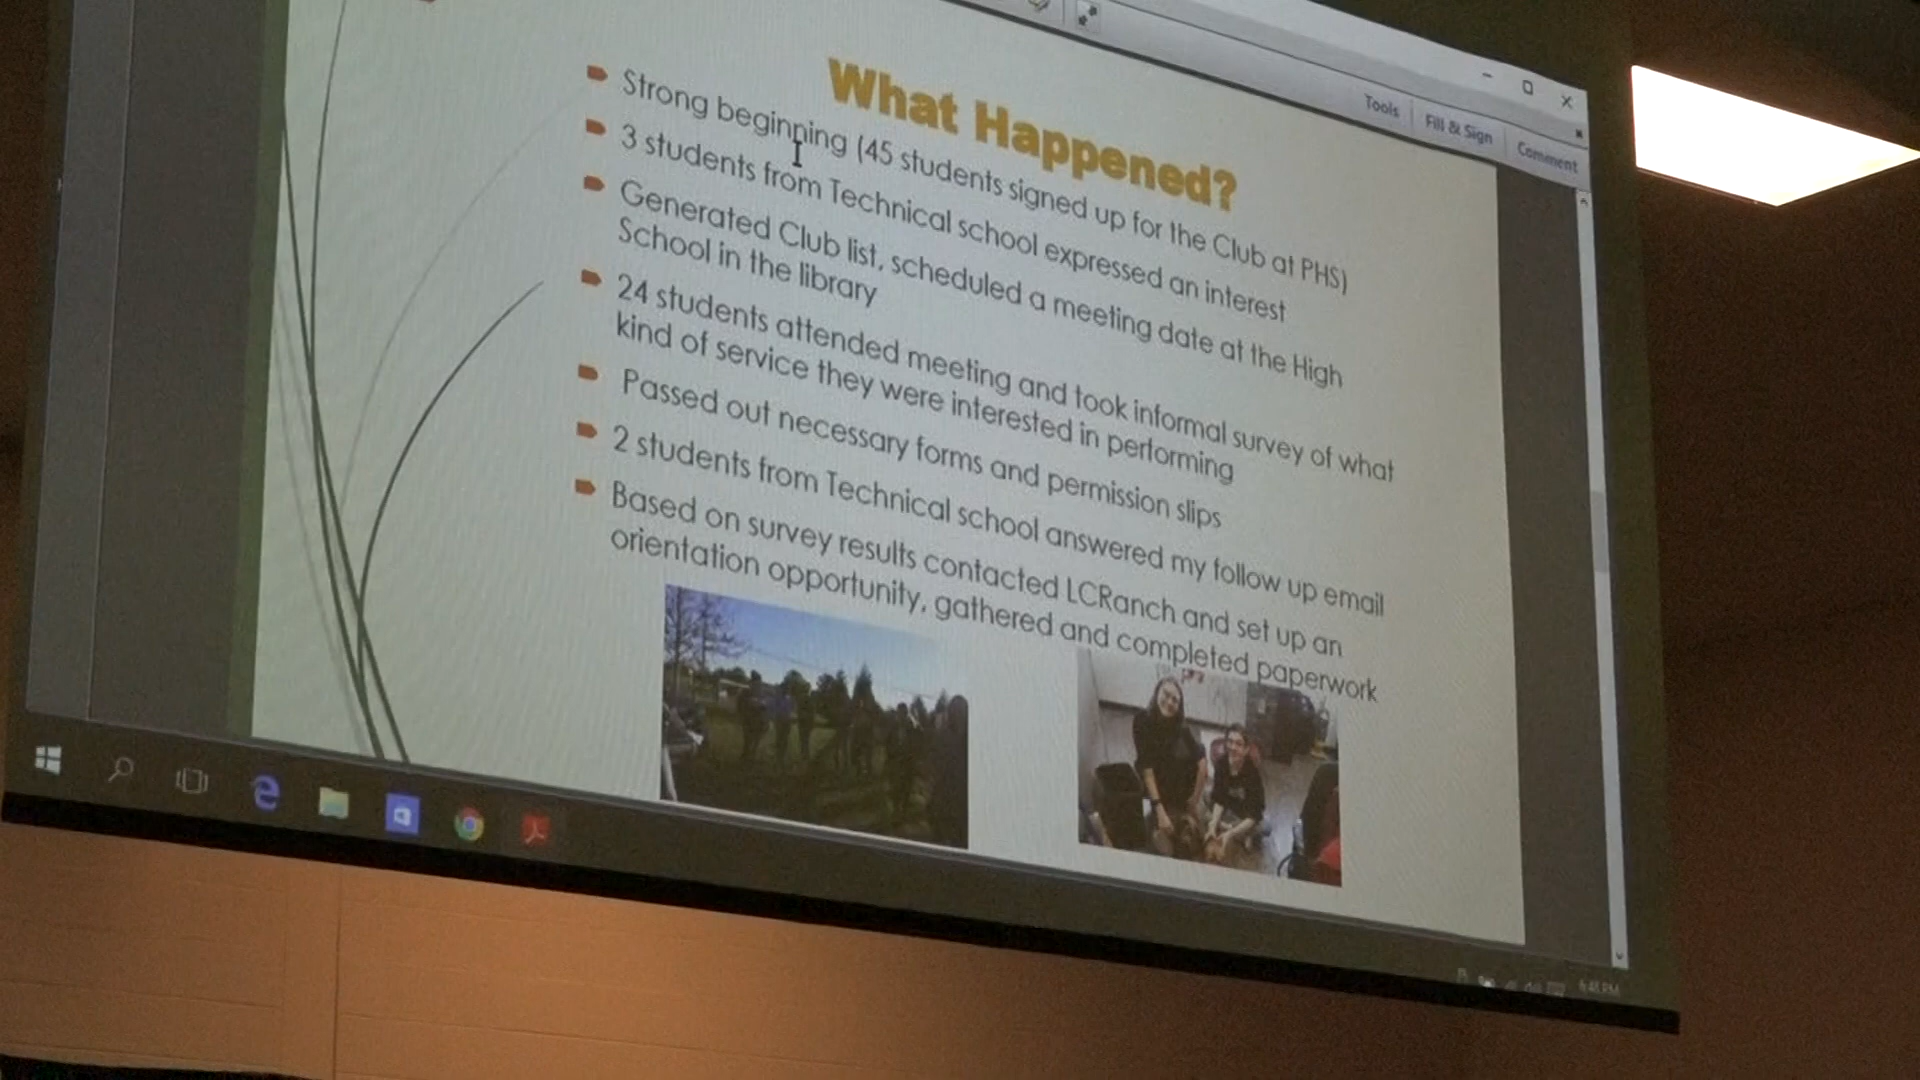 Tools
Fill & Sign
Comment
What Happened?
Strong beginning (45 students signed up for the Club at PHS)
3 students from Technical school expressed an interest
Generated Club list, scheduled a meeting date at the High
School in the library
24 students attended meeting and took informal survey of what
kind of service they were interested in performing
Passed out necessary forms and permission slips
2 students from Technical school answered my follow up email
Based on survey results contacted LCRanch and set up an
orientation opportunity, gathered and completed paperwork